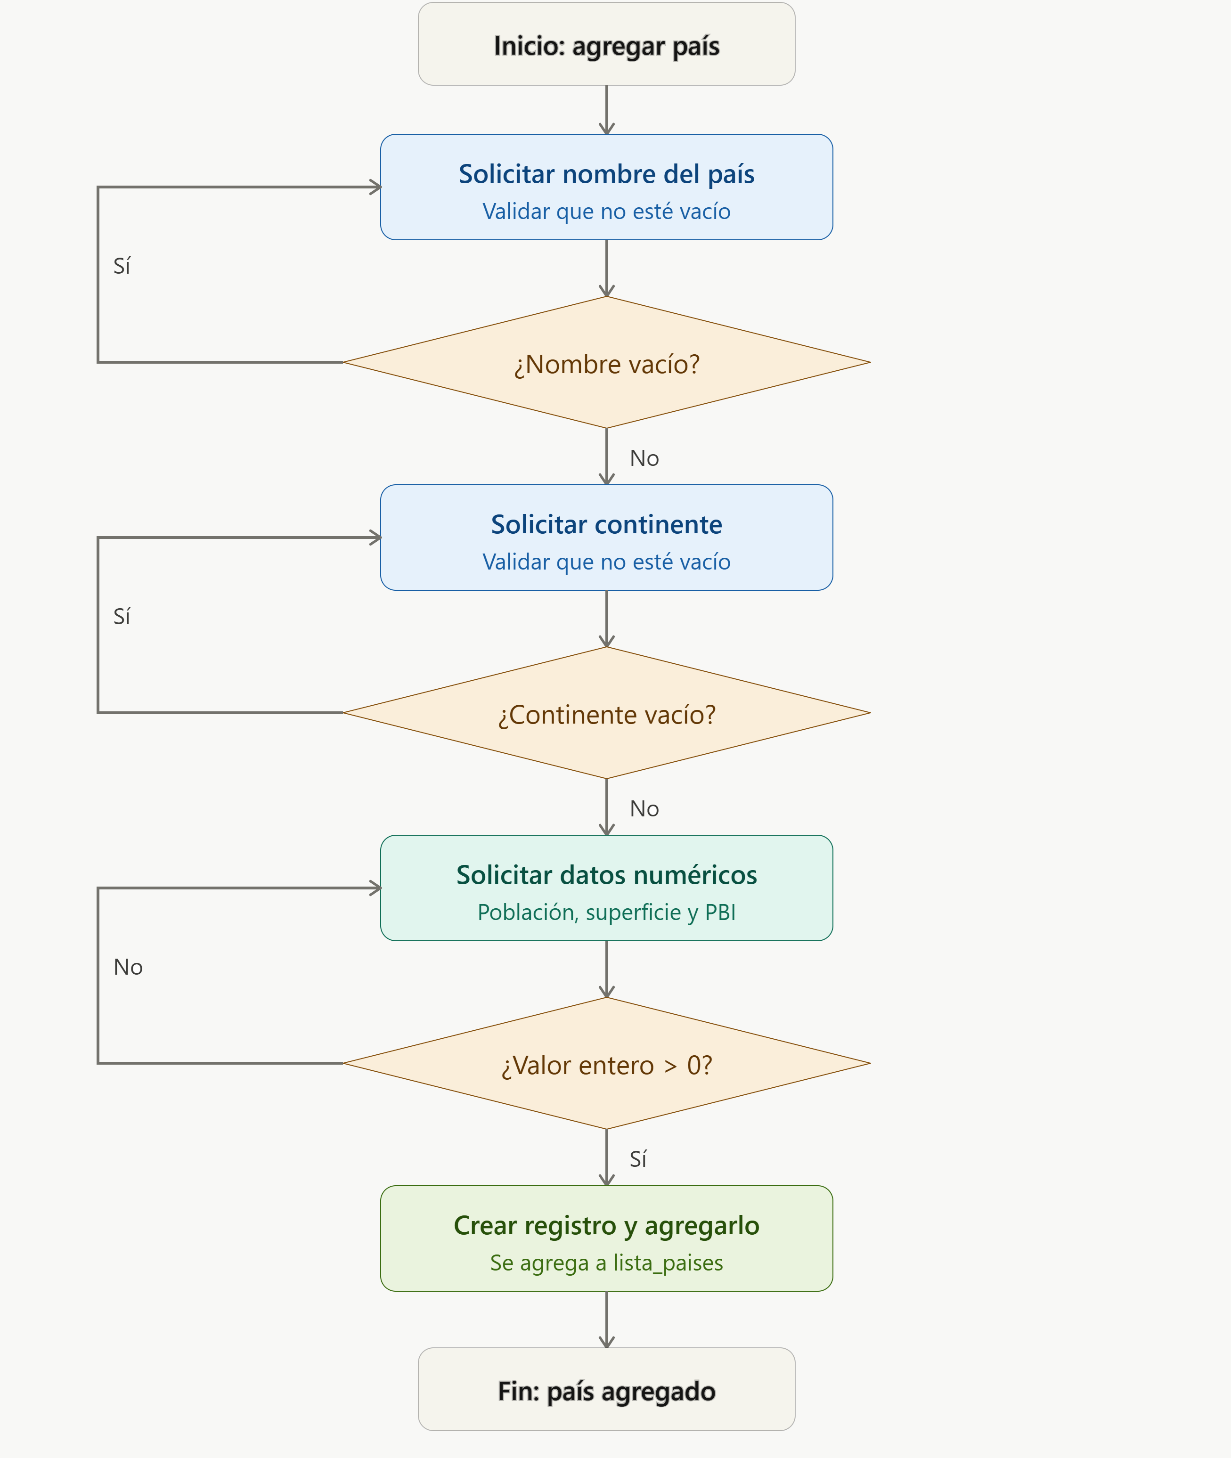 Inicio: agregar país
Solicitar nombre del país
Validar que no esté vacío
Sí
¿Nombre vacío?
No
Solicitar continente
Validar que no esté vacío
Sí
¿Continente vacío?
No
Solicitar datos numéricos
Población, superficie y PBI
No
¿Valor entero > 0?
Sí
Crear registro y agregarlo
Se agrega a lista_paises
Fin: país agregado